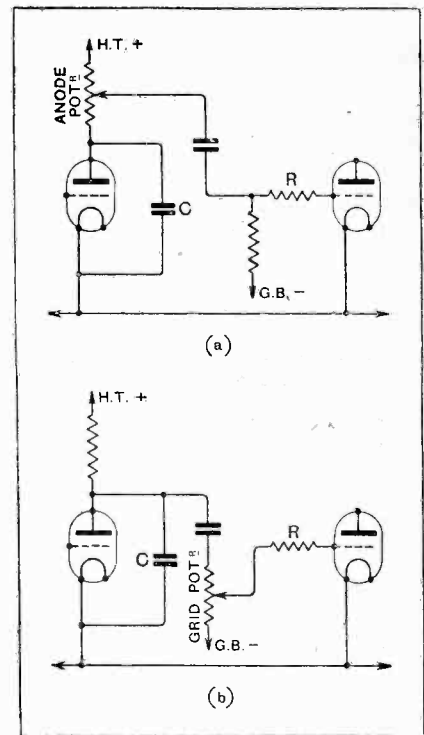 H.T. +
ANODE
POTR
C
R
G.B. -
(a)
H.T. +
C
GRID POTR
R
G.B. -
(b)